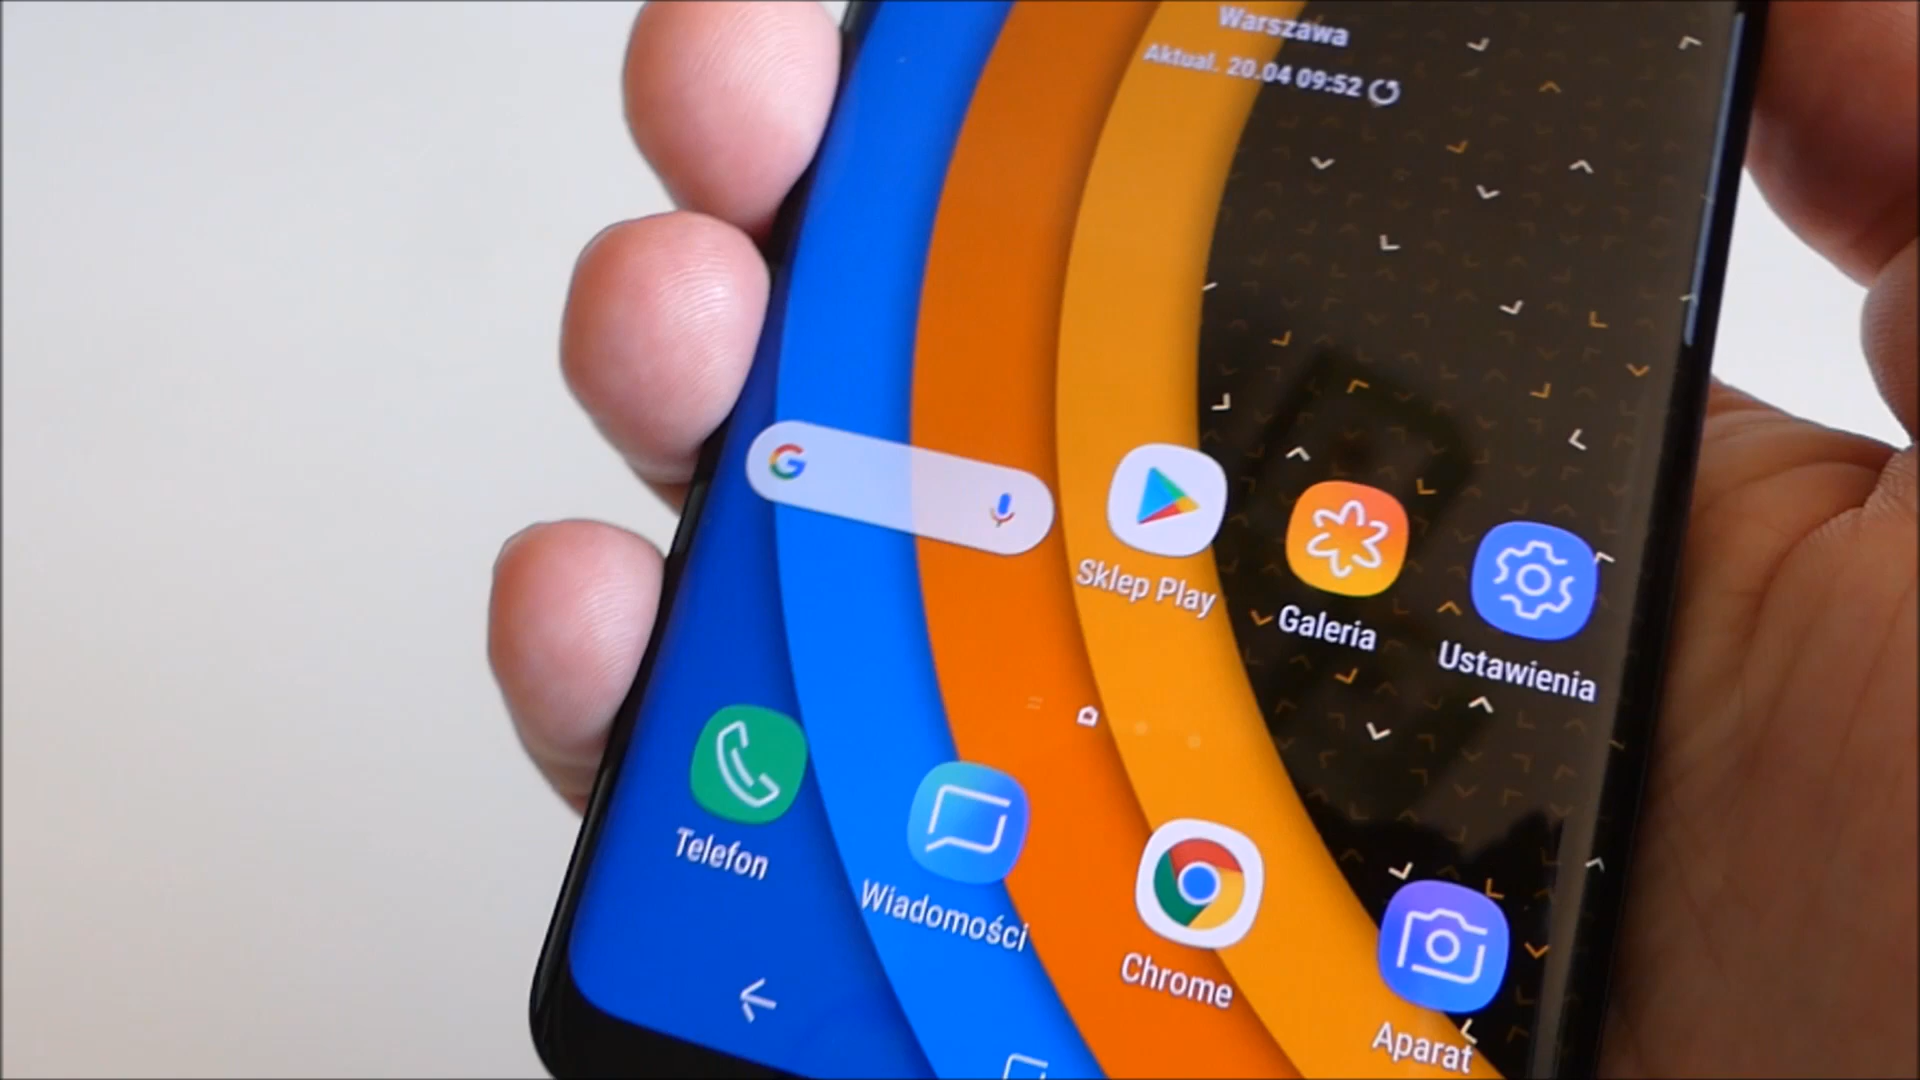 Warszawa
Aktual. 20.04 09:52
G
Sklep Play
Galeria
Ustawienia
Telefon
Wiadomości
Chrome
Aparat